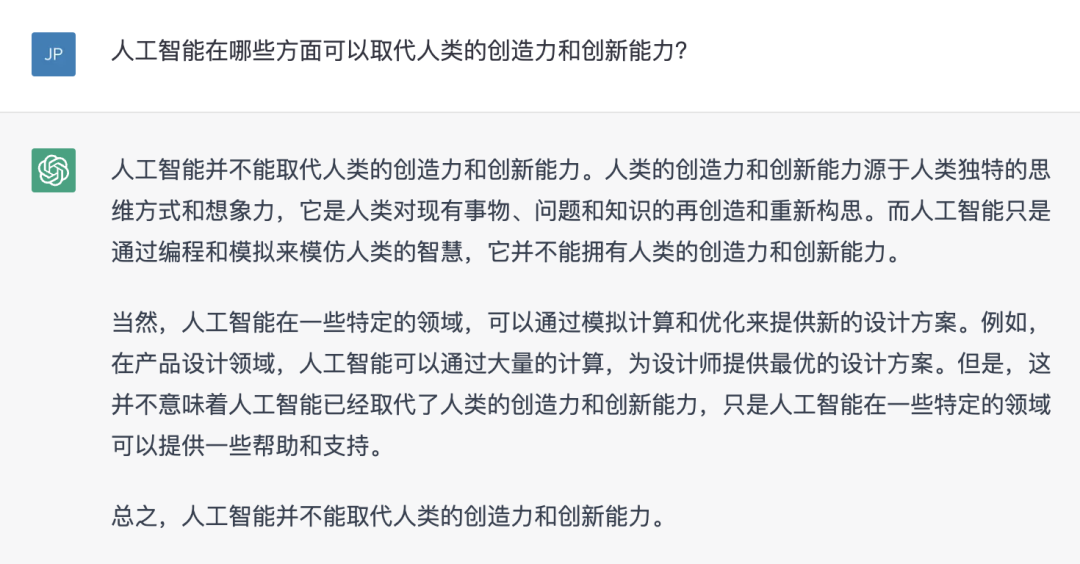 JP
人工智能在哪些方面可以取代人类的创造力和创新能力?
人工智能并不能取代人类的创造力和创新能力。人类的创造力和创新能力源于人类独特的思
维方式和想象力，它是人类对现有事物、问题和知识的再创造和重新构思。而人工智能只是
通过编程和模拟来模仿人类的智慧，它并不能拥有人类的创造力和创新能力。
当然，人工智能在一些特定的领域，可以通过模拟计算和优化来提供新的设计方案。例如，
在产品设计领域，人工智能可以通过大量的计算，为设计师提供最优的设计方案。但是，这
并不意味着人工智能已经取代了人类的创造力和创新能力，只是人工智能在一些特定的领域
可以提供一些帮助和支持。
总之，人工智能并不能取代人类的创造力和创新能力。